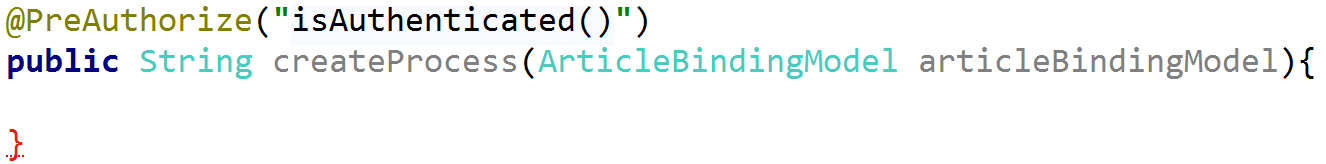 @PreAuthorize("isAuthenticated()")
public String createProcess(ArticleBindingModel articleBindingModel){
}